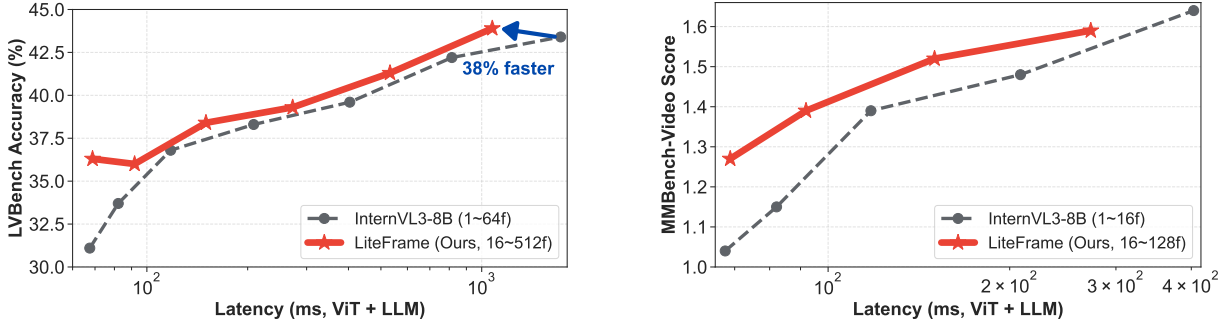 45.0
42.5
40.0
37.5
35.0
32.5
30.0
LVBench Accuracy (%)
38% faster
InternVL3-8B (1~64f)
LiteFrame (Ours, 16~512f)
10²
10³
Latency (ms, ViT + LLM)
1.6
1.5
1.4
1.3
1.2
1.1
1.0
MMBench-Video Score
InternVL3-8B (1~16f)
LiteFrame (Ours, 16~128f)
10²
2 × 10²
3 × 10²
4 × 10²
Latency (ms, ViT + LLM)